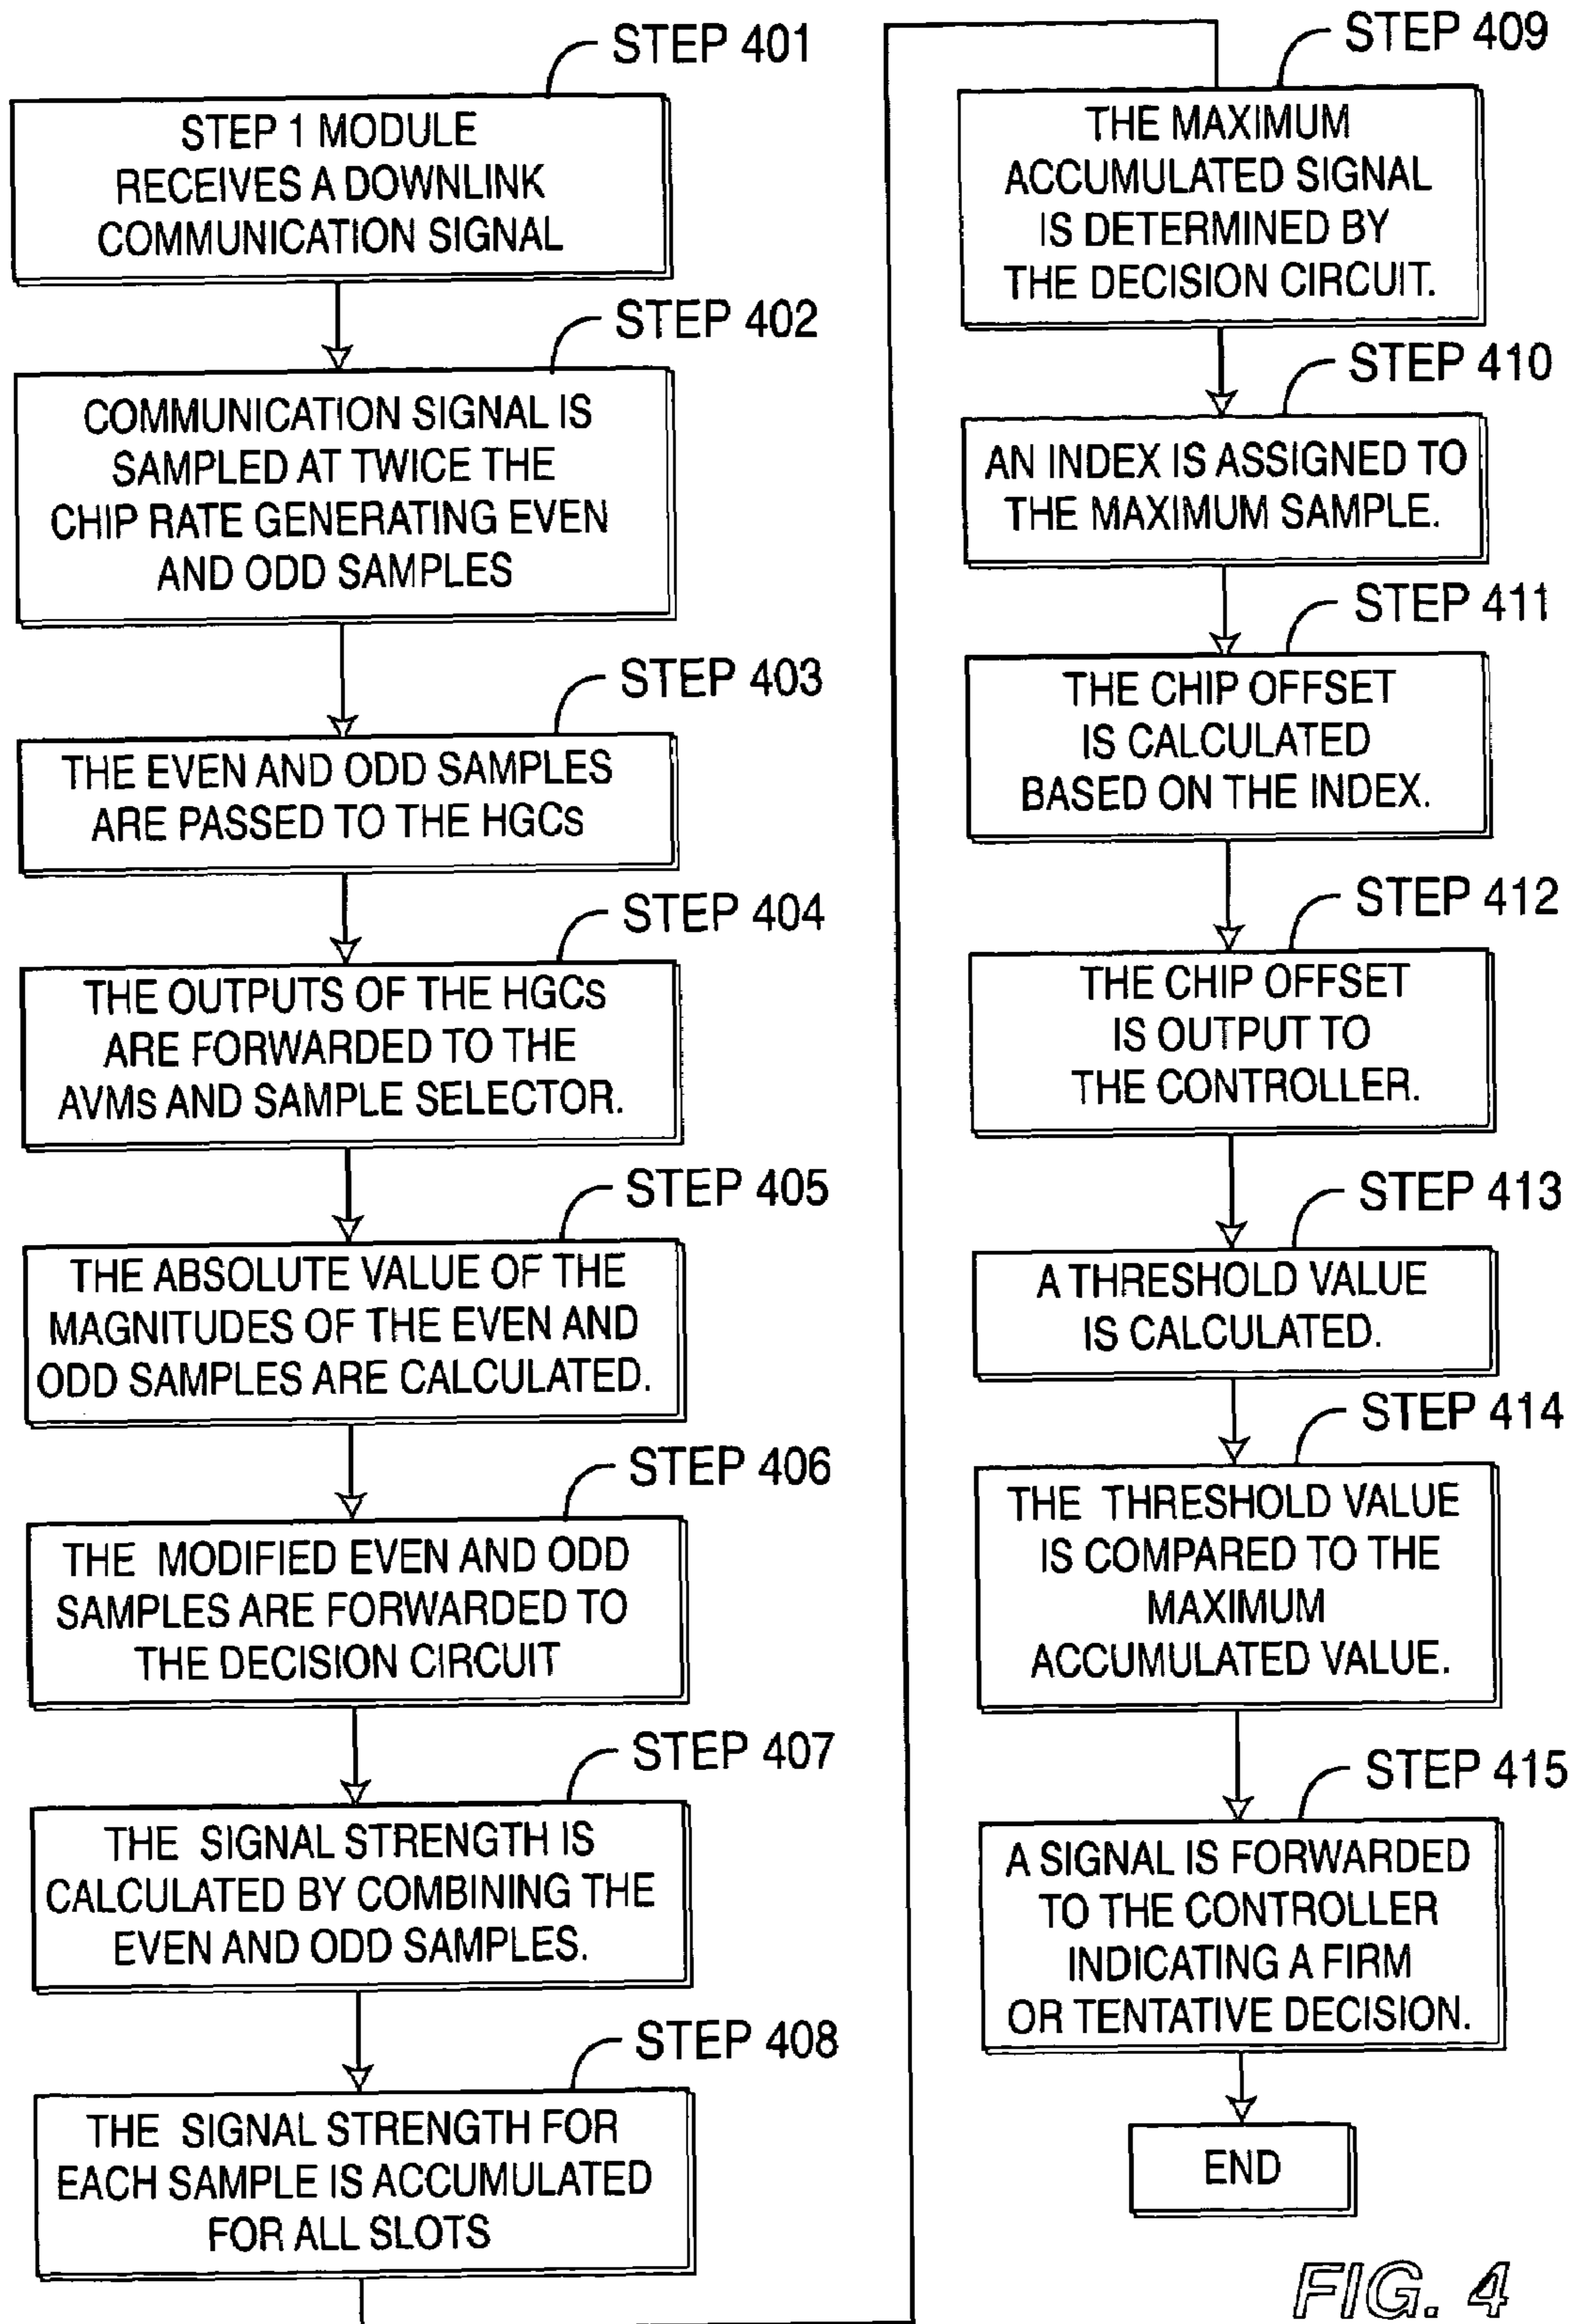 STEP 401
STEP 1 MODULE
RECEIVES A DOWNLINK
COMMUNICATION SIGNAL
STEP 402
COMMUNICATION SIGNAL IS
SAMPLED AT TWICE THE
CHIP RATE GENERATING EVEN
AND ODD SAMPLES
STEP 403
THE EVEN AND ODD SAMPLES
ARE PASSED TO THE HGCs
STEP 404
THE OUTPUTS OF THE HGCs
ARE FORWARDED TO THE
AVMs AND SAMPLE SELECTOR.
STEP 405
THE ABSOLUTE VALUE OF THE
MAGNITUDES OF THE EVEN AND
ODD SAMPLES ARE CALCULATED.
STEP 406
THE MODIFIED EVEN AND ODD
SAMPLES ARE FORWARDED TO
THE DECISION CIRCUIT
STEP 407
THE SIGNAL STRENGTH IS
CALCULATED BY COMBINING THE
EVEN AND ODD SAMPLES.
STEP 408
THE SIGNAL STRENGTH FOR
EACH SAMPLE IS ACCUMULATED
FOR ALL SLOTS
STEP 409
THE MAXIMUM
ACCUMULATED SIGNAL
IS DETERMINED BY
THE DECISION CIRCUIT.
STEP 410
AN INDEX IS ASSIGNED TO
THE MAXIMUM SAMPLE.
STEP 411
THE CHIP OFFSET
IS CALCULATED
BASED ON THE INDEX.
STEP 412
THE CHIP OFFSET
IS OUTPUT TO
THE CONTROLLER.
STEP 413
A THRESHOLD VALUE
IS CALCULATED.
STEP 414
THE THRESHOLD VALUE
IS COMPARED TO THE
MAXIMUM
ACCUMULATED VALUE.
STEP 415
A SIGNAL IS FORWARDED
TO THE CONTROLLER
INDICATING A FIRM
OR TENTATIVE DECISION.
END
FIG. 4